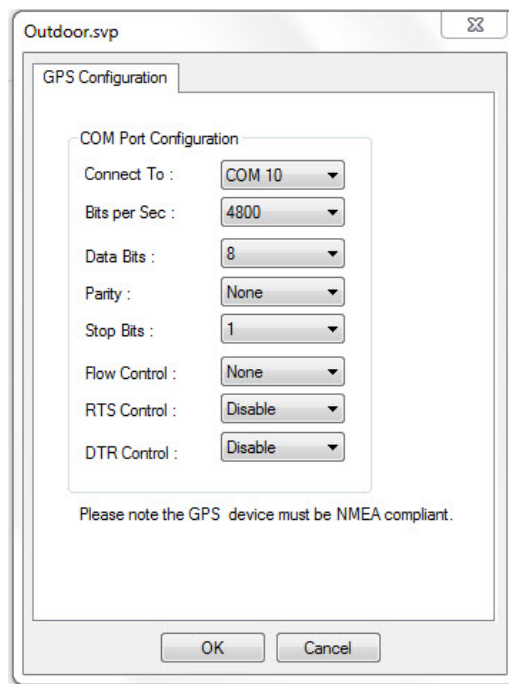 Outdoor.svp
GPS Configuration
COM Port Configuration
Connect To : COM 10
Bits per Sec : 4800
Data Bits : 8
Parity : None
Stop Bits : 1
Flow Control : None
RTS Control : Disable
DTR Control : Disable
Please note the GPS device must be NMEA compliant.
OK Cancel